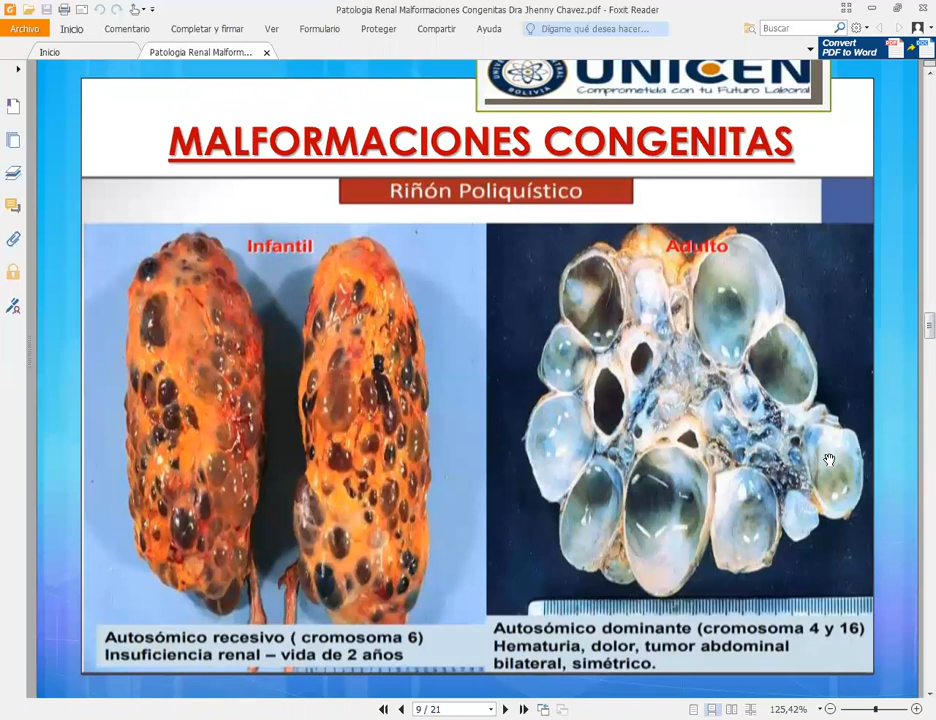 Patologia Renal Malformaciones Congenitas Dra Jhenny Chavez.pdf - Foxit Reader
Archivo Inicio Comentario Completar y firmar Ver Formulario Proteger Compartir Ayuda Dígame qué desea hacer... Buscar
Inicio Patologia Renal Malform... Convert
PDF to Word
UNICEN
BOLIVIA Comprometida con tu Futuro Laboral
MALFORMACIONES CONGENITAS
Riñón Poliquístico
Infantil
Adulto
Autosómico recesivo ( cromosoma 6)
Insuficiencia renal – vida de 2 años
Autosómico dominante (cromosoma 4 y 16)
Hematuria, dolor, tumor abdominal
bilateral, simétrico.
9 / 21 125,42%